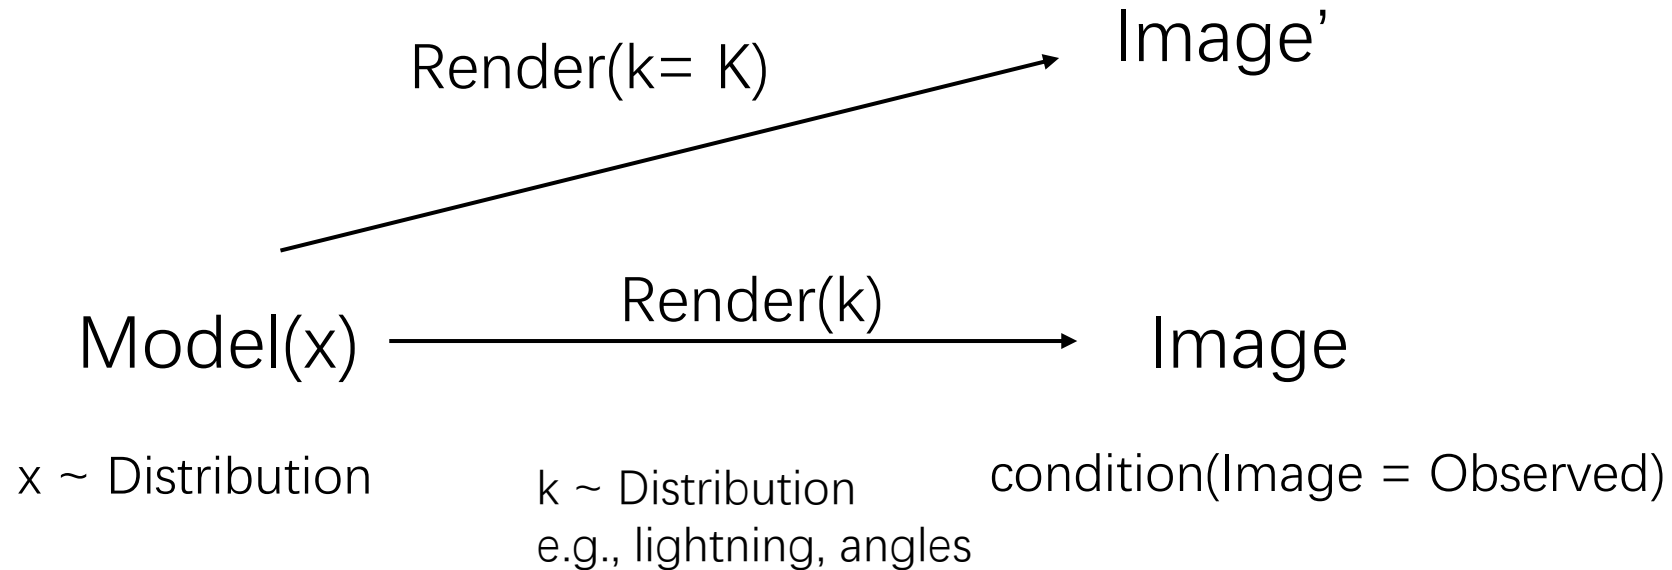 Image’
Render(k= K)
Render(k)
Model(x)
Image
x ~ Distribution
k ~ Distribution
e.g., lightning, angles
condition(Image = Observed)